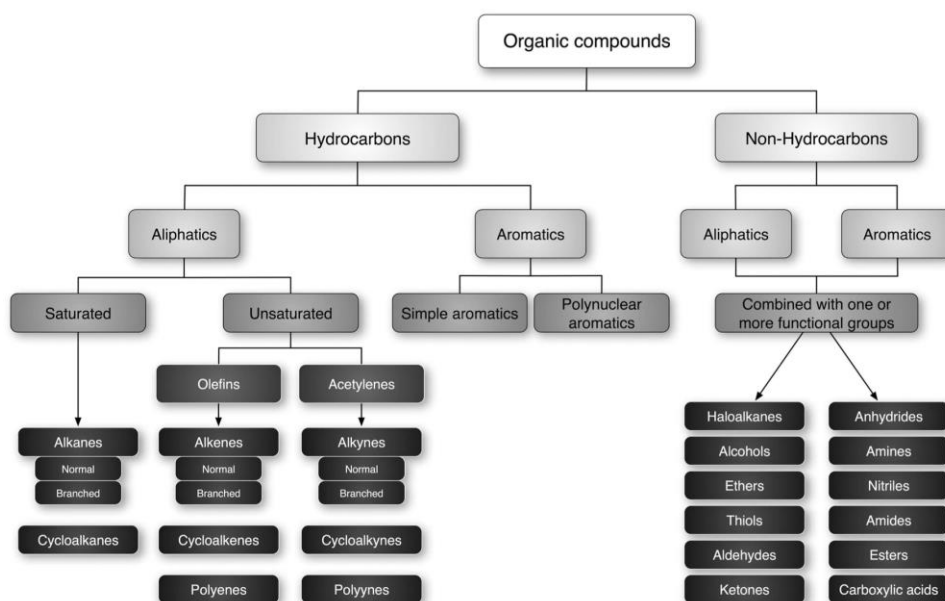 Organic compounds
Hydrocarbons
Non-Hydrocarbons
Aliphatics
Aromatics
Aliphatics
Aromatics
Saturated
Unsaturated
Simple aromatics
Polynuclear
aromatics
Combined with one or
more functional groups
Olefins
Acetylenes
Alkanes
Normal
Branched
Cycloalkanes
Alkenes
Normal
Branched
Cycloalkenes
Polyenes
Alkynes
Normal
Branched
Cycloalkynes
Polyynes
Haloalkanes
Alcohols
Ethers
Thiols
Aldehydes
Ketones
Anhydrides
Amines
Nitriles
Amides
Esters
Carboxylic acids